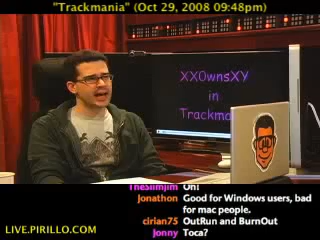 "Trackmania" (Oct 29, 2008 09:48pm)
XXOwnsXY
in
Trackma
TheSlimJim Oh!
Jonathon Good for Windows users, bad
for mac people.
cirian75 OutRun and BurnOut
Jonny Toca?
LIVE.PIRILLO.COM